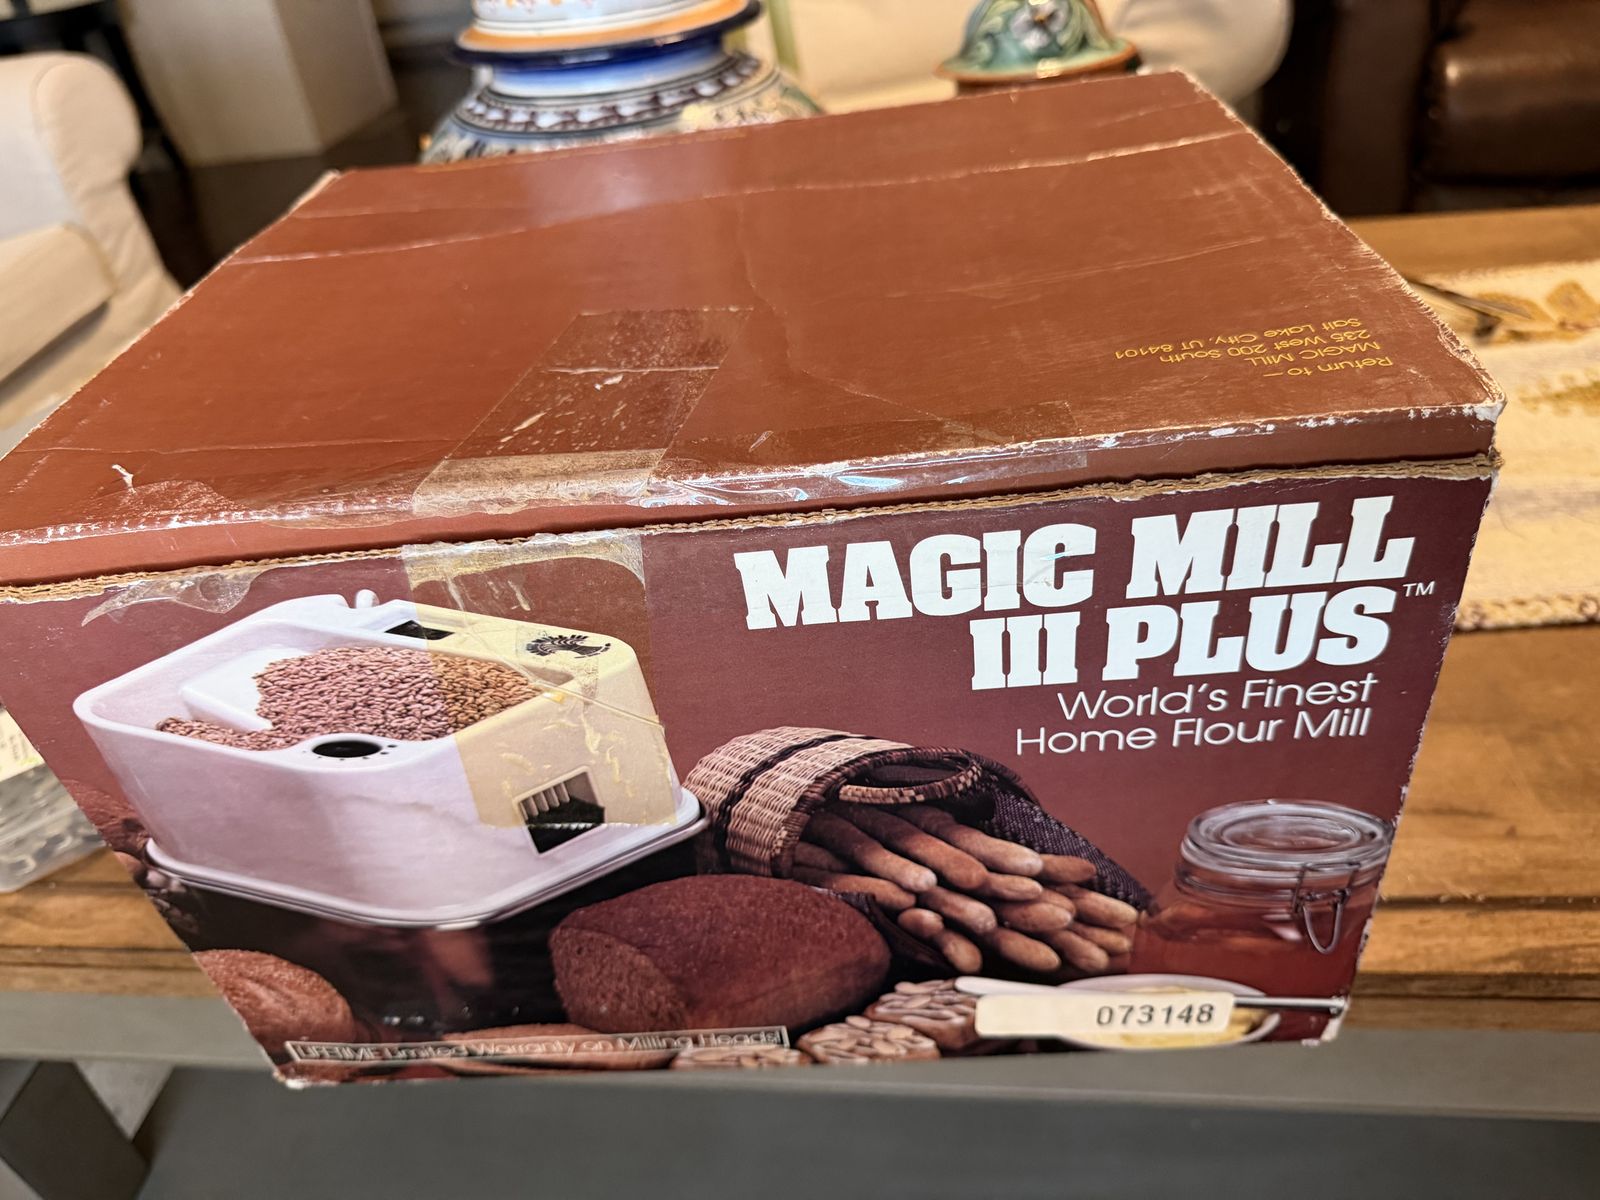 Return to—
MAGIC MILL
235 West 200 South
Salt Lake City, UT 84101
MAGIC MILL
III PLUS™
World's Finest
Home Flour Mill
073148
LIFETIME Limited Warranty on Milling Heads!